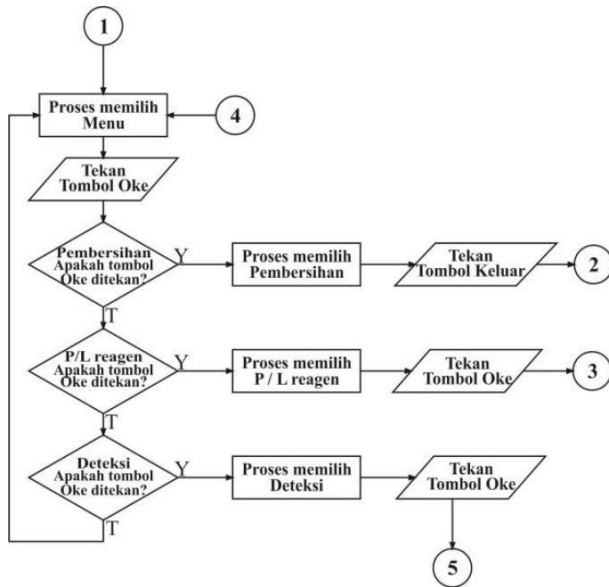 1
Proses memilih
Menu
4
Tekan
Tombol Oke
Pembersihan
Apakah tombol
Oke ditekan?
Y
Proses memilih
Pembersihan
Tekan
Tombol Keluar
2
T
P/L reagen
Apakah tombol
Oke ditekan?
Y
Proses memilih
P / L reagen
Tekan
Tombol Oke
3
T
Deteksi
Apakah tombol
Oke ditekan?
Y
Proses memilih
Deteksi
Tekan
Tombol Oke
T
5